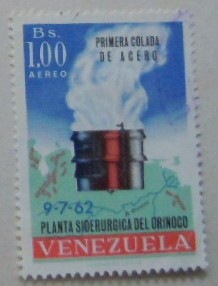 Bs.
1.00
AEREO
PRIMERA COLADA
DE ACERO
9-7-62
PLANTA SIDERURGICA DEL ORINOCO
VENEZUELA